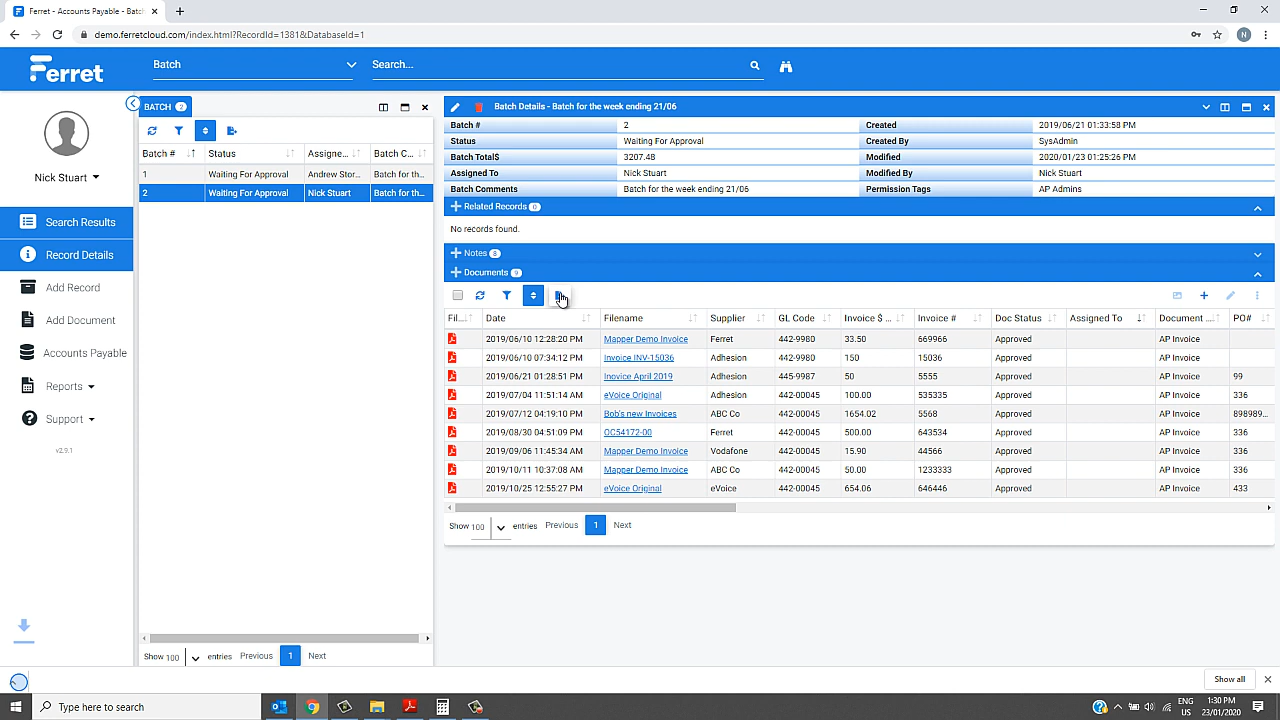 Ferret - Accounts Payable - Batch
demo.ferretcloud.com/index.html?RecordId=1381&DatabaseId=1
N
Ferret
Batch
Search...
Nick Stuart
Search Results
Record Details
Add Record
Add Document
Accounts Payable
Reports
Support
v2.9.1
BATCH 2
Batch # Status Assigne... Batch C...
1 Waiting For Approval Andrew Stor... Batch for th...
2 Waiting For Approval Nick Stuart Batch for th...
Show 100 entries Previous 1 Next
Batch Details - Batch for the week ending 21/06
Batch # 2 Created 2019/06/21 01:33:58 PM
Status Waiting For Approval Created By SysAdmin
Batch Total$ 3207.48 Modified 2020/01/23 01:25:26 PM
Assigned To Nick Stuart Modified By Nick Stuart
Batch Comments Batch for the week ending 21/06 Permission Tags AP Admins
Related Records 0
No records found.
Notes 8
Documents 9
Fil... Date Filename Supplier GL Code Invoice $ ... Invoice # Doc Status Assigned To Document ... PO#
2019/06/10 12:28:20 PM Mapper Demo Invoice Ferret 442-9980 33.50 669966 Approved AP Invoice
2019/06/10 07:34:12 PM Invoice INV-15036 Adhesion 442-9980 150 15036 Approved AP Invoice
2019/06/21 01:28:51 PM Inovice April 2019 Adhesion 445-9987 50 5555 Approved AP Invoice 99
2019/07/04 11:51:14 AM eVoice Original Adhesion 442-00045 100.00 535335 Approved AP Invoice 336
2019/07/12 04:19:10 PM Bob's new Invoices ABC Co 442-00045 1654.02 5568 Approved AP Invoice 898989...
2019/08/30 04:51:09 PM OC54172-00 Ferret 442-00045 500.00 643534 Approved AP Invoice 336
2019/09/06 11:45:34 AM Mapper Demo Invoice Vodafone 442-00045 15.90 44566 Approved AP Invoice 336
2019/10/11 10:37:08 AM Mapper Demo Invoice ABC Co 442-00045 50.00 1233333 Approved AP Invoice 336
2019/10/25 12:55:27 PM eVoice Original eVoice 442-00045 654.06 646446 Approved AP Invoice 433
Show 100 entries Previous 1 Next
Show all
Type here to search
ENG
US
1:30 PM
23/01/2020